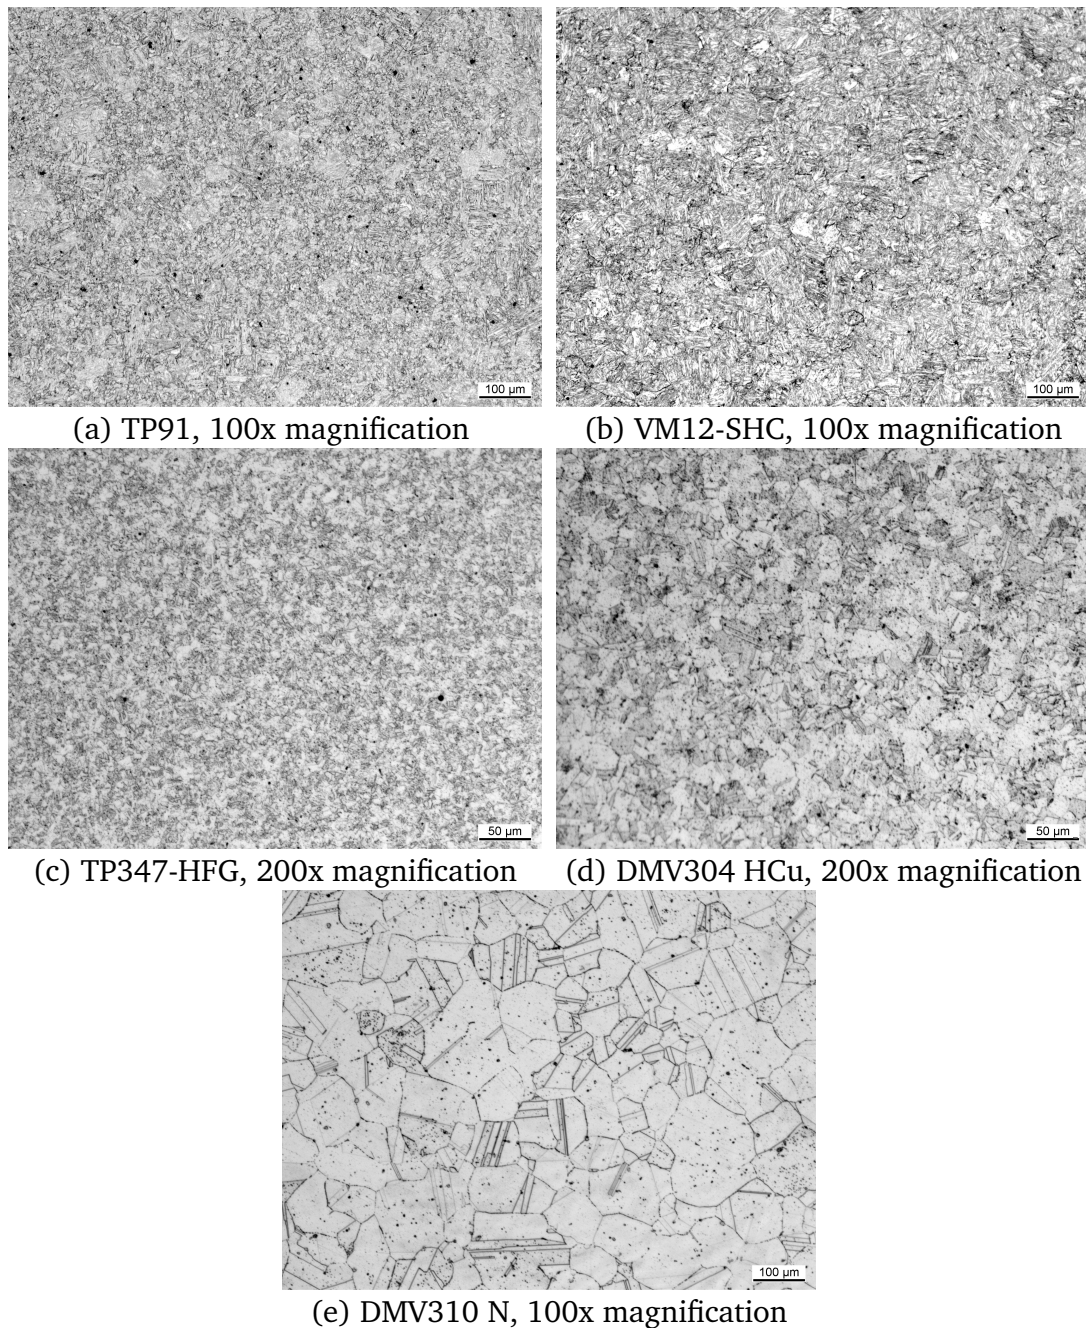 100 µm
100 µm
(a) TP91, 100x magnification
(b) VM12-SHC, 100x magnification
50 µm
50 µm
(c) TP347-HFG, 200x magnification
(d) DMV304 HCu, 200x magnification
100 µm
(e) DMV310 N, 100x magnification